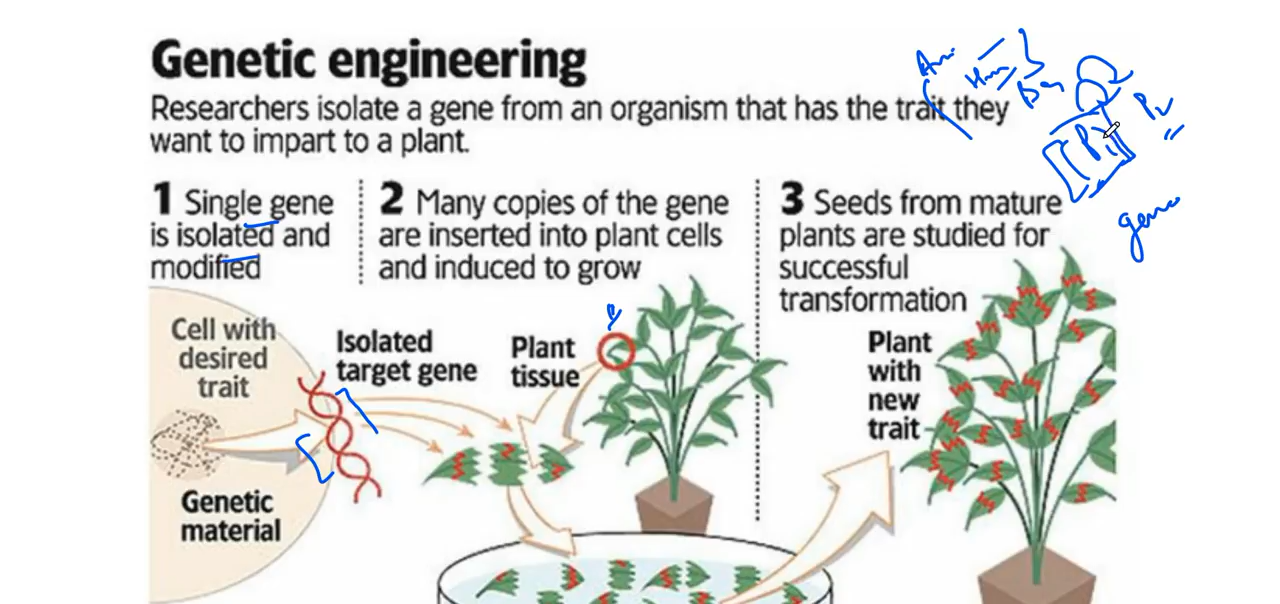 Genetic engineering
Researchers isolate a gene from an organism that has the trait they
want to impart to a plant.
1 Single gene
is isolated and
modified
2 Many copies of the gene
are inserted into plant cells
and induced to grow
3 Seeds from mature
plants are studied for
successful
transformation
Cell with
desired
trait
Isolated
target gene
Plant
tissue
Plant
with
new
trait
Genetic
material